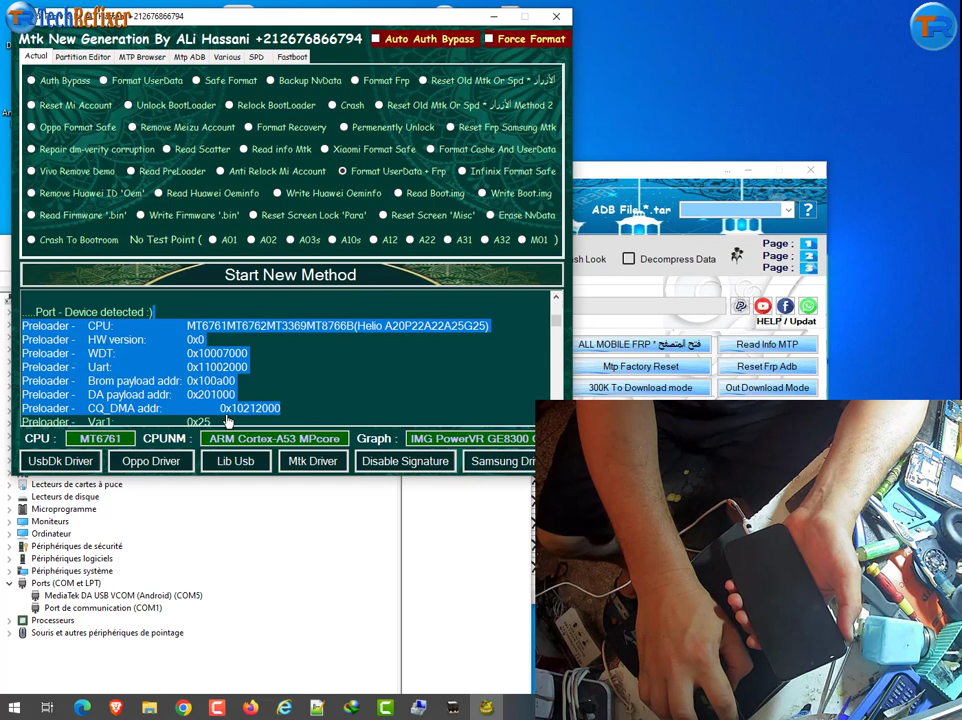 TechRefiser
+212676866794
Mtk New Generation By ALi Hassani +212676866794
Auto Auth Bypass
Force Format
TR
Actual
Partition Editor
MTP Browser
Mtp ADB
Various
SPD
Fastboot
Auth Bypass
Format UserData
Safe Format
Backup NvData
Format Frp
Reset Old Mtk Or Spd * الأزرار
Reset Mi Account
Unlock BootLoader
Relock BootLoader
Crash
Reset Old Mtk Or Spd * الأزرار Method 2
Oppo Format Safe
Remove Meizu Account
Format Recovery
Permenently Unlock
Reset Frp Samsung Mtk
Repair dm-verity corruption
Read Scatter
Read info Mtk
Xiaomi Format Safe
Format Cashe And UserData
Vivo Remove Demo
Read PreLoader
Anti Relock Mi Account
Format UserData + Frp
Infinix Format Safe
Remove Huawei ID 'Oem'
Read Huawei Oeminfo
Write Huawei Oeminfo
Read Boot.img
Write Boot.img
Read Firmware '.bin'
Write Firmware '.bin'
Reset Screen Lock 'Para'
Reset Screen 'Misc'
Erase NvData
Crash To Bootroom
No Test Point (
A01
A02
A03s
A10s
A12
A22
A31
A32
M01 )
Start New Method
.....Port - Device detected :)
Preloader - CPU: MT6761MT6762MT3369MT8766B(Helio A20P22A22A25G25)
Preloader - HW version: 0x0
Preloader - WDT: 0x10007000
Preloader - Uart: 0x11002000
Preloader - Brom payload addr: 0x100a00
Preloader - DA payload addr: 0x201000
Preloader - CQ_DMA addr: 0x10212000
Preloader - Var1: 0x25
CPU : MT6761
CPUNM : ARM Cortex-A53 MPcore
Graph : IMG PowerVR GE8300
UsbDk Driver
Oppo Driver
Lib Usb
Mtk Driver
Disable Signature
Samsung Dri
ADB File *.tar
?
sh Look
Decompress Data
Page : 1
Page : 2
Page : 3
HELP / Updat
ALL MOBILE FRP * فتح المتصفح
Read Info MTP
Mtp Factory Reset
Reset Frp Adb
300K To Download mode
Out Download Mode
Lecteurs de cartes à puce
Lecteurs de disque
Microprogramme
Moniteurs
Ordinateur
Périphériques de sécurité
Périphériques logiciels
Périphériques système
Ports (COM et LPT)
MediaTek DA USB VCOM (Android) (COM5)
Port de communication (COM1)
Processeurs
Souris et autres périphériques de pointage